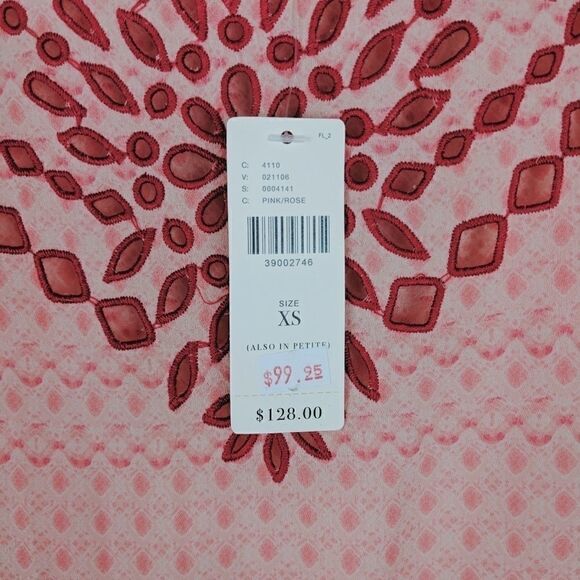 FL_2
C: 4110
V: 021106
S: 0004141
C: PINK/ROSE
39002746
SIZE
XS
(ALSO IN PETITE)
$99.25
$128.00